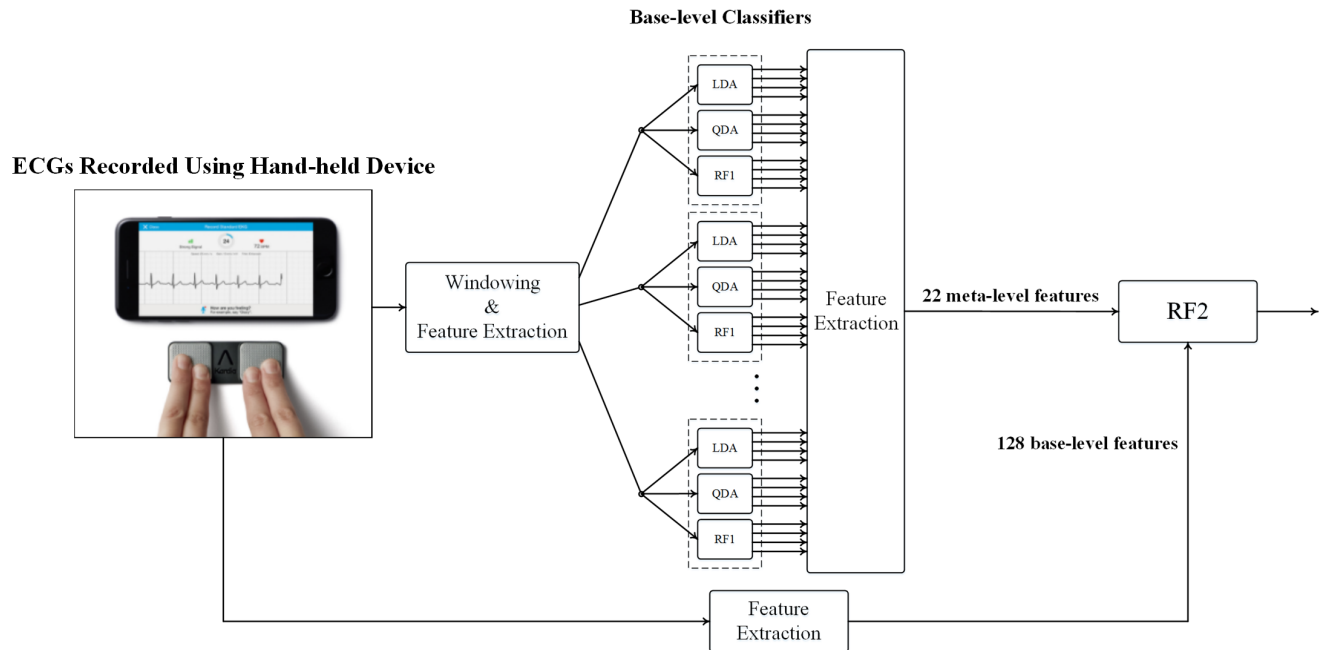 Base-level Classifiers
ECGs Recorded Using Hand-held Device
Windowing
&
Feature Extraction
LDA
QDA
RF1
LDA
QDA
RF1
LDA
QDA
RF1
Feature
Extraction
22 meta-level features
RF2
128 base-level features
Feature
Extraction